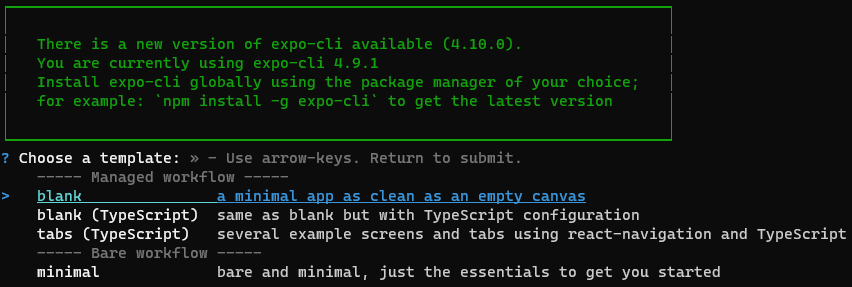 There is a new version of expo-cli available (4.10.0).
You are currently using expo-cli 4.9.1
Install expo-cli globally using the package manager of your choice;
for example: `npm install -g expo-cli` to get the latest version
? Choose a template: » - Use arrow-keys. Return to submit.
----- Managed workflow -----
> blank a minimal app as clean as an empty canvas
blank (TypeScript) same as blank but with TypeScript configuration
tabs (TypeScript) several example screens and tabs using react-navigation and TypeScript
----- Bare workflow -----
minimal bare and minimal, just the essentials to get you started